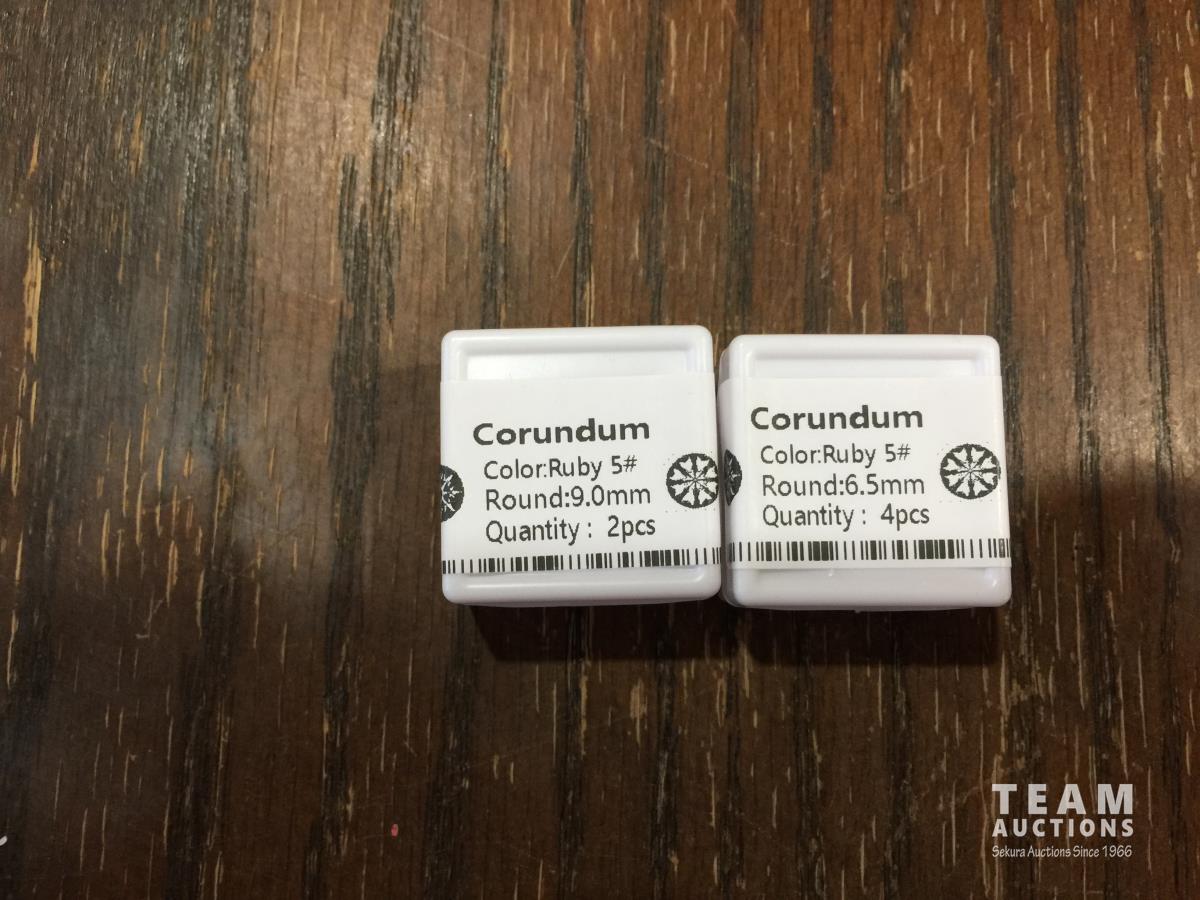 Corundum
Color:Ruby 5#
Round:9.0mm
Quantity : 2pcs
Corundum
Color:Ruby 5#
Round:6.5mm
Quantity : 4pcs
TEAM
AUCTIONS
Sekura Auctions Since 1966